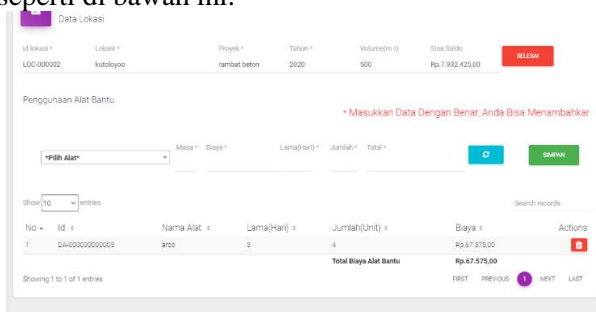 seperti di bawah ini.
Data Lokasi
id lokasi * Lokasi * Proyek * Tahun * Volume(m s) Sisa Saldo
LOC-000002 kutoloyoo rambat beton 2020 500 Rp.7.932.425,00 SELESAI
Penggunaan Alat Bantu
* Masukkan Data Dengan Benar, Anda Bisa Menambahkar
*Pilih Alat* Masa * Biaya * Lama(Hari) * Jumlah * Total * SIMPAN
Show 10 entries Search records
No Id Nama Alat Lama(Hari) Jumlah(Unit) Biaya Actions
1 DA-000000000005 arco 3 4 Rp.67.575,00
Total Biaya Alat Bantu Rp.67.575,00
Showing 1 to 1 of 1 entries FIRST PREVIOUS 1 NEXT LAST